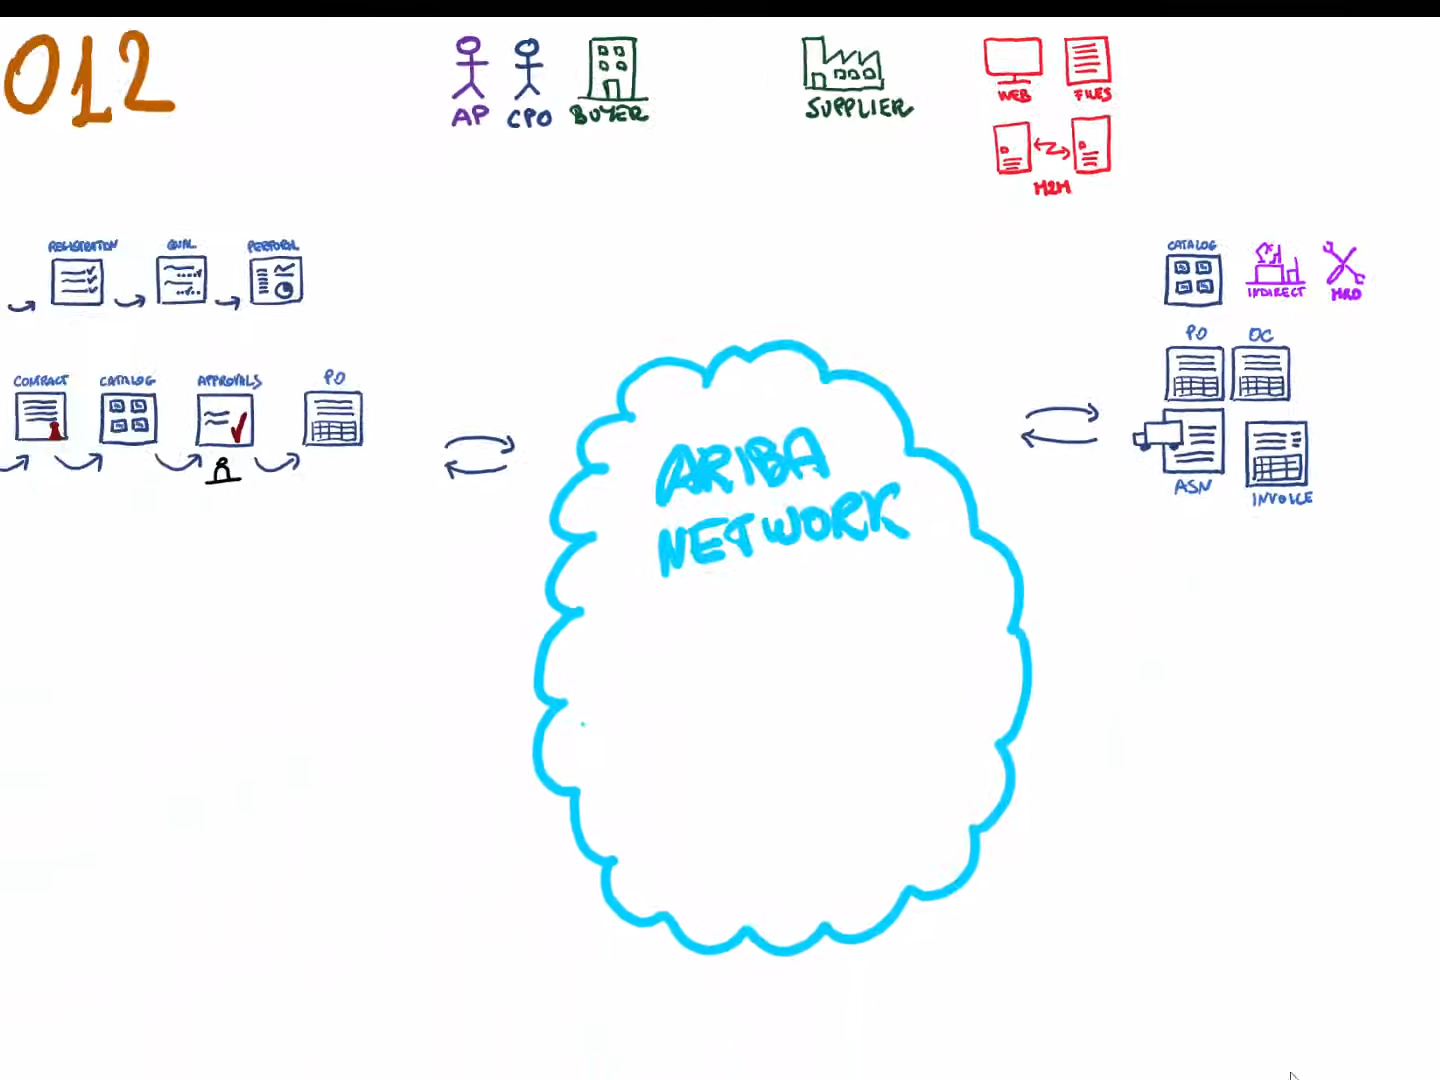 012
AP CPO BUYER
SUPPLIER
WEB FILES
M2M
REGISTRATION QUAL PERFORM
CATALOG
INDIRECT MRO
PO OC
CONTRACT CATALOG APPROVALS PO
ARIBA
NETWORK
ASN INVOICE